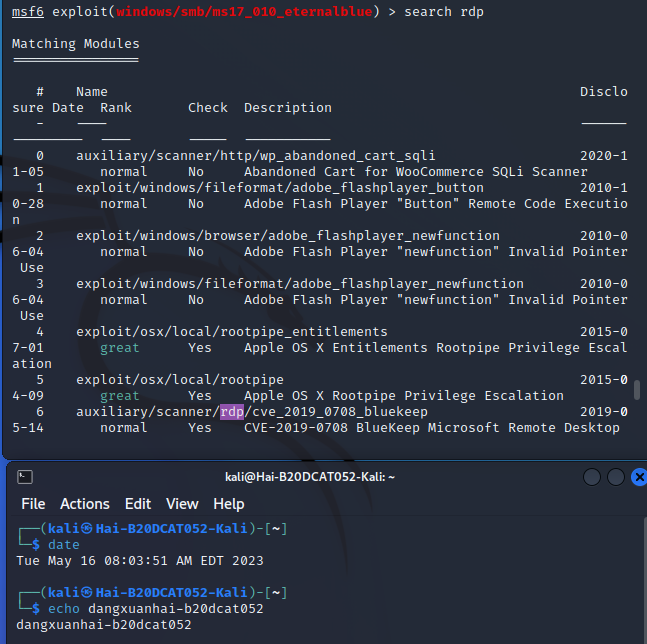 msf6 exploit(windows/smb/ms17_010_eternalblue) > search rdp
Matching Modules
================
# Name Disclo
sure Date Rank Check Description
- ---- ------
--------- ---- ----- -----------
0 auxiliary/scanner/http/wp_abandoned_cart_sqli 2020-1
1-05 normal No Abandoned Cart for WooCommerce SQLi Scanner
1 exploit/windows/fileformat/adobe_flashplayer_button 2010-1
0-28 normal No Adobe Flash Player "Button" Remote Code Executio
n
2 exploit/windows/browser/adobe_flashplayer_newfunction 2010-0
6-04 normal No Adobe Flash Player "newfunction" Invalid Pointer
Use
3 exploit/windows/fileformat/adobe_flashplayer_newfunction 2010-0
6-04 normal No Adobe Flash Player "newfunction" Invalid Pointer
Use
4 exploit/osx/local/rootpipe_entitlements 2015-0
7-01 great Yes Apple OS X Entitlements Rootpipe Privilege Escal
ation
5 exploit/osx/local/rootpipe 2015-0
4-09 great Yes Apple OS X Rootpipe Privilege Escalation
6 auxiliary/scanner/rdp/cve_2019_0708_bluekeep 2019-0
5-14 normal Yes CVE-2019-0708 BlueKeep Microsoft Remote Desktop
kali@Hai-B20DCAT052-Kali: ~
File Actions Edit View Help
┌──(kali㉿Hai-B20DCAT052-Kali)-[~]
└─$ date
Tue May 16 08:03:51 AM EDT 2023
┌──(kali㉿Hai-B20DCAT052-Kali)-[~]
└─$ echo dangxuanhai-b20dcat052
dangxuanhai-b20dcat052